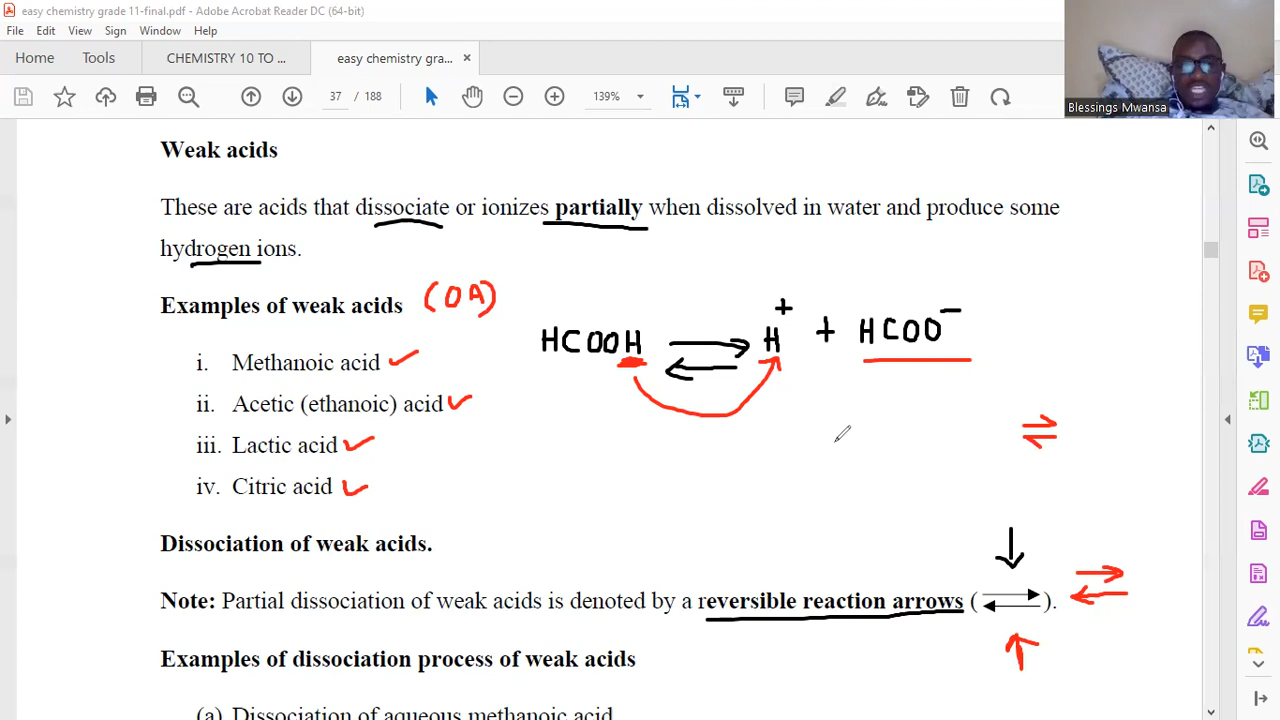 easy chemistry grade 11-final.pdf - Adobe Acrobat Reader DC (64-bit)
File Edit View Sign Window Help
Home Tools CHEMISTRY 10 TO ... easy chemistry gra... ×
37 / 188 139%
Blessings Mwansa
Weak acids
These are acids that dissociate or ionizes partially when dissolved in water and produce some
hydrogen ions.
Examples of weak acids (OA)
HCOOH ⇌ H⁺ + HCOO⁻
i. Methanoic acid ✓
ii. Acetic (ethanoic) acid ✓
iii. Lactic acid ✓
iv. Citric acid ✓
⇌
Dissociation of weak acids.
Note: Partial dissociation of weak acids is denoted by a reversible reaction arrows (⇌). ⇌
Examples of dissociation process of weak acids
(a) Dissociation of aqueous methanoic acid